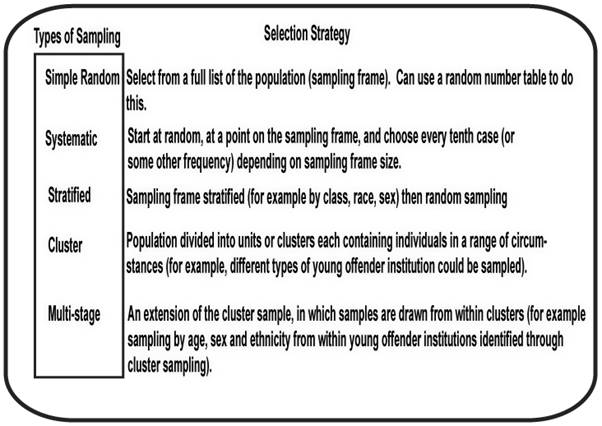 Types of Sampling Selection Strategy
Simple Random Select from a full list of the population (sampling frame). Can use a random number table to do
this.
Systematic Start at random, at a point on the sampling frame, and choose every tenth case (or
some other frequency) depending on sampling frame size.
Stratified Sampling frame stratified (for example by class, race, sex) then random sampling
Cluster Population divided into units or clusters each containing individuals in a range of circum-
stances (for example, different types of young offender institution could be sampled).
Multi-stage An extension of the cluster sample, in which samples are drawn from within clusters (for example
sampling by age, sex and ethnicity from within young offender institutions identified through
cluster sampling).